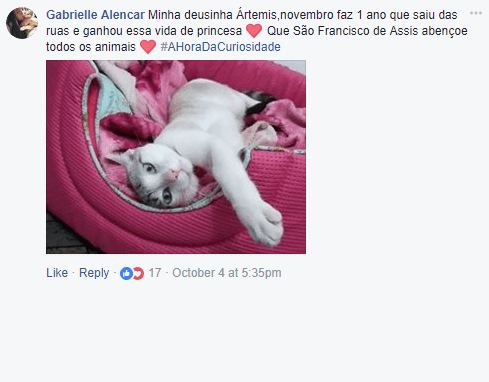 Gabrielle Alencar Minha deusinha Ártemis,novembro faz 1 ano que saiu das
ruas e ganhou essa vida de princesa ❤ Que São Francisco de Assis abençoe
todos os animais ❤ #AHoraDaCuriosidade
Like · Reply · 17 · October 4 at 5:35pm